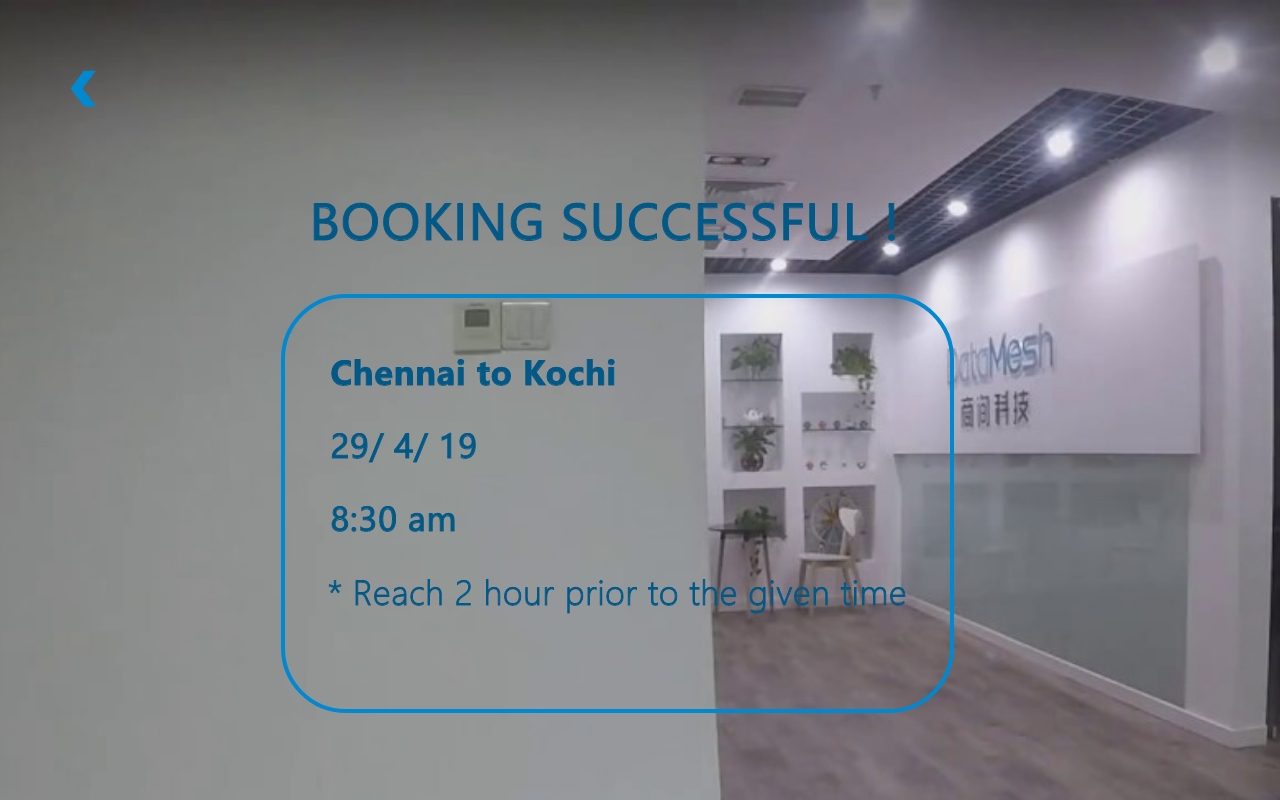 BOOKING SUCCESSFUL !
Chennai to Kochi
29/ 4/ 19
8:30 am
* Reach 2 hour prior to the given time
DataMesh
商询科技